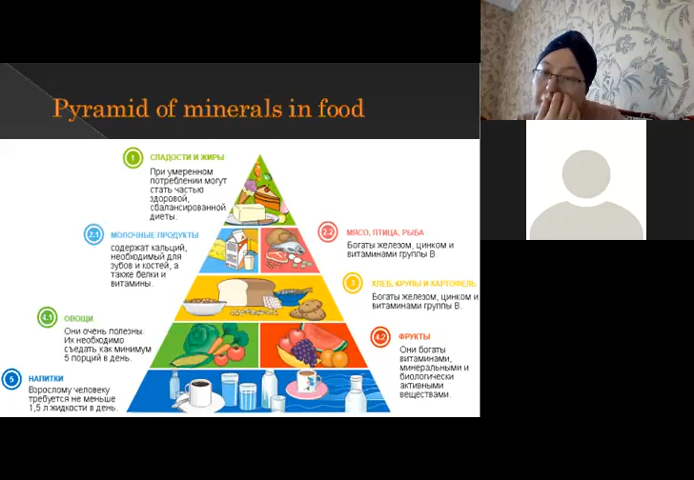 Pyramid of minerals in food
1
СЛАДОСТИ И ЖИРЫ
При умеренном
потреблении могут
стать частью
здоровой,
сбалансированной
диеты.
2.1
МОЛОЧНЫЕ ПРОДУКТЫ
содержат кальций,
необходимый для
зубов и костей, а
также белки и
витамины.
2.2
МЯСО, ПТИЦА, РЫБА
Богаты железом, цинком и
витаминами группы В.
3
ХЛЕБ, КРУПЫ И КАРТОФЕЛЬ
Богаты железом, цинком и
витаминами группы В.
4.1
ОВОЩИ
Они очень полезны.
Их необходимо
съедать как минимум
5 порций в день.
4.2
ФРУКТЫ
Они богаты
витаминами,
минеральными и
биологически
активными
веществами.
5
НАПИТКИ
Взрослому человеку
требуется не меньше
1,5 л жидкости в день.